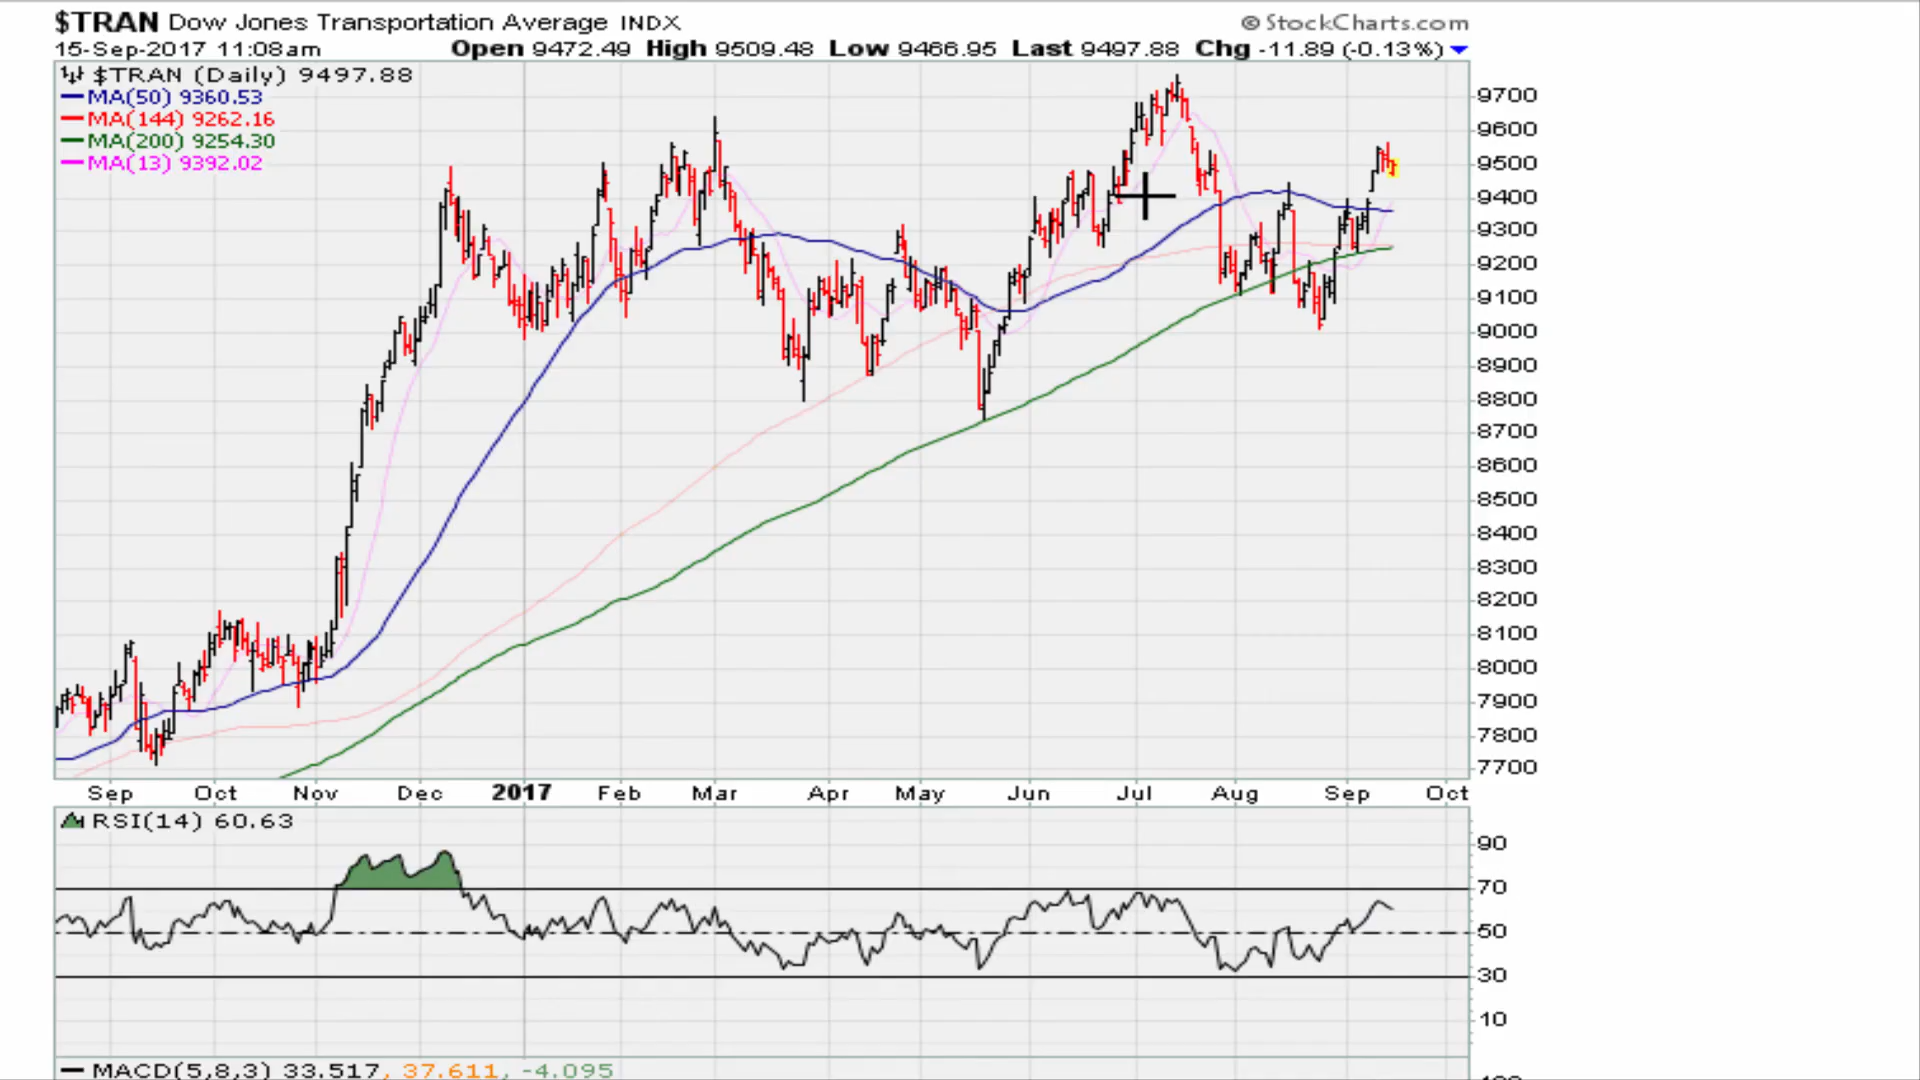 $TRAN Dow Jones Transportation Average INDX
© StockCharts.com
15-Sep-2017 11:08am
Open 9472.49 High 9509.48 Low 9466.95 Last 9497.88 Chg -11.89 (-0.13%)
$TRAN (Daily) 9497.88
MA(50) 9360.53
MA(144) 9262.16
MA(200) 9254.30
MA(13) 9392.02
9700
9600
9500
9400
9300
9200
9100
9000
8900
8800
8700
8600
8500
8400
8300
8200
8100
8000
7900
7800
7700
Sep Oct Nov Dec 2017 Feb Mar Apr May Jun Jul Aug Sep Oct
RSI(14) 60.63
90
70
50
30
10
MACD(5,8,3) 33.517, 37.611, -4.095